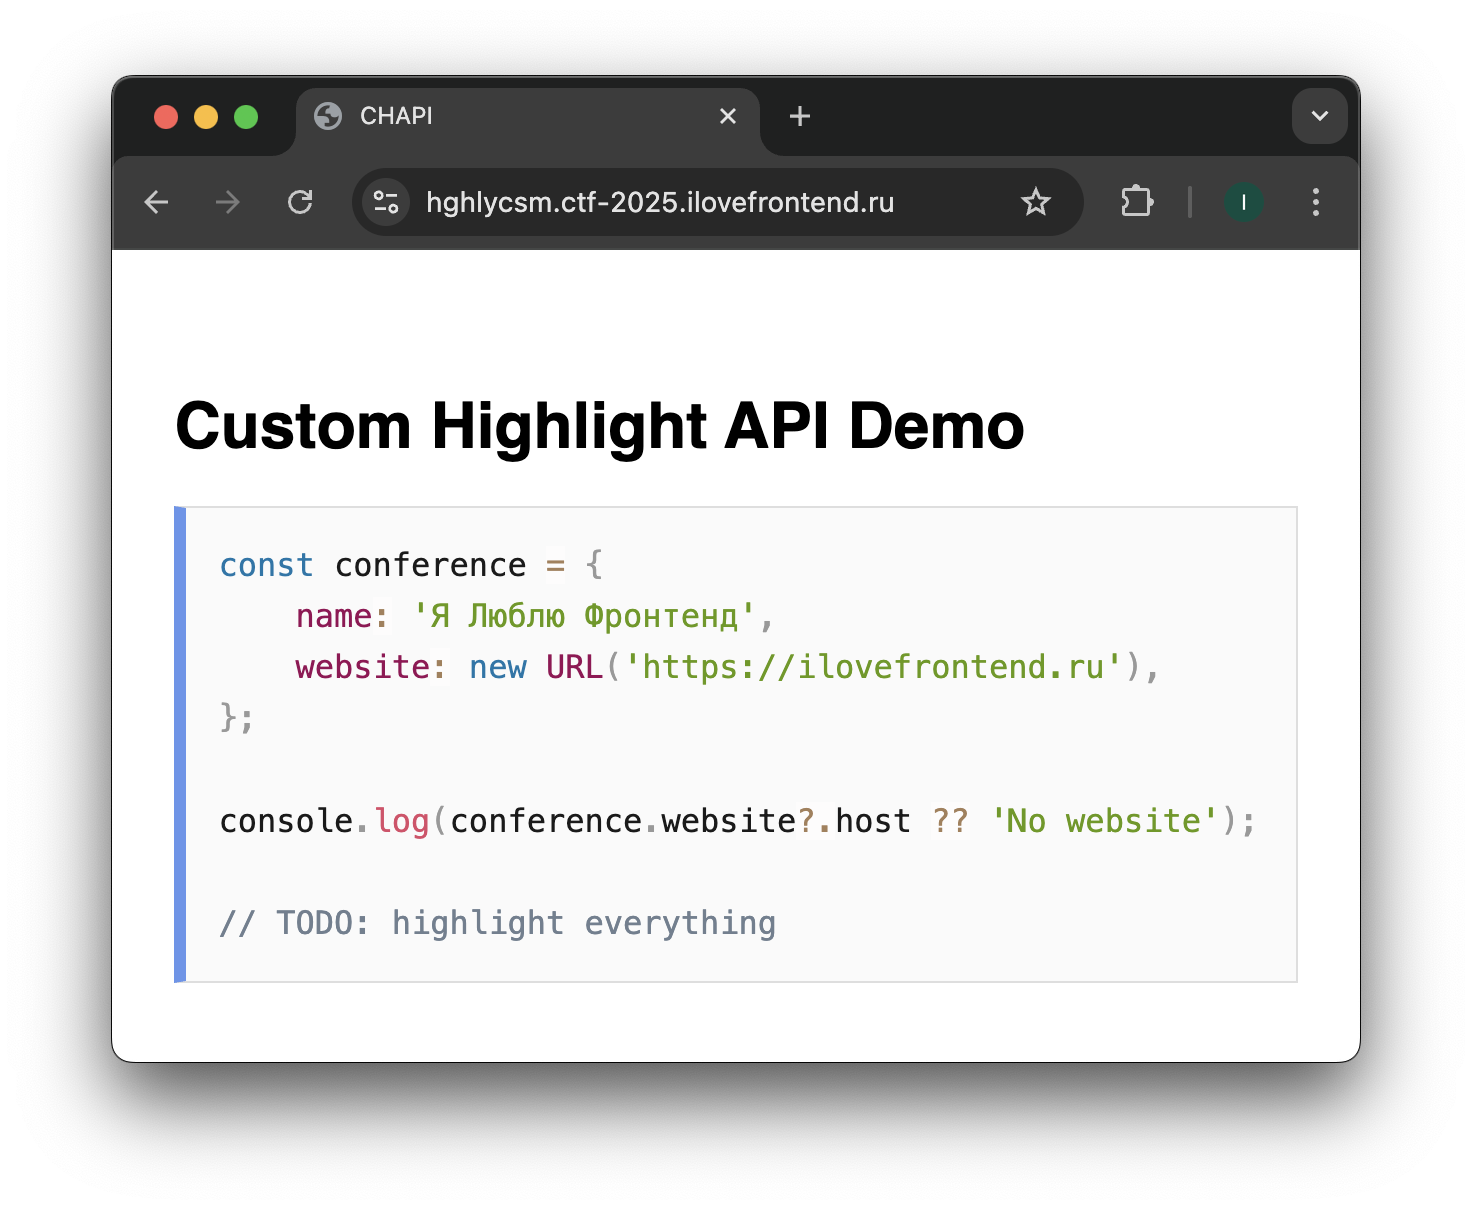 CHAPI
hghlycsm.ctf-2025.ilovefrontend.ru
I
Custom Highlight API Demo
const conference = {
    name: 'Я Люблю Фронтенд',
    website: new URL('https://ilovefrontend.ru'),
};
console.log(conference.website?.host ?? 'No website');
// TODO: highlight everything